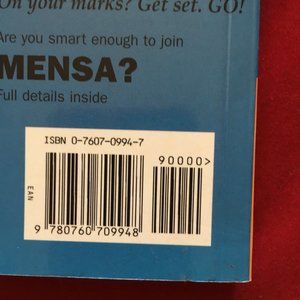 On your marks? Get set. GO!
Are you smart enough to join
MENSA?
Full details inside
ISBN 0-7607-0994-7
90000>
EAN
9 780760 709948